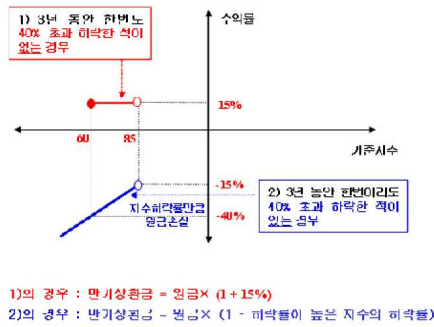 수익률
1) 3년 동안 한번도
40% 초과 하락한 적이
없는 경우
15%
60
85
기준지수
-15%
지수하락률만큼
원금손실
2) 3년 동안 한번이라도
40% 초과 하락한 적이
있는 경우
-40%
1)의 경우 : 만기상환금 = 원금× (1+15%)
2)의 경우 : 만기상환금 = 원금× (1 - 하락률이 높은 지수의 하락률)